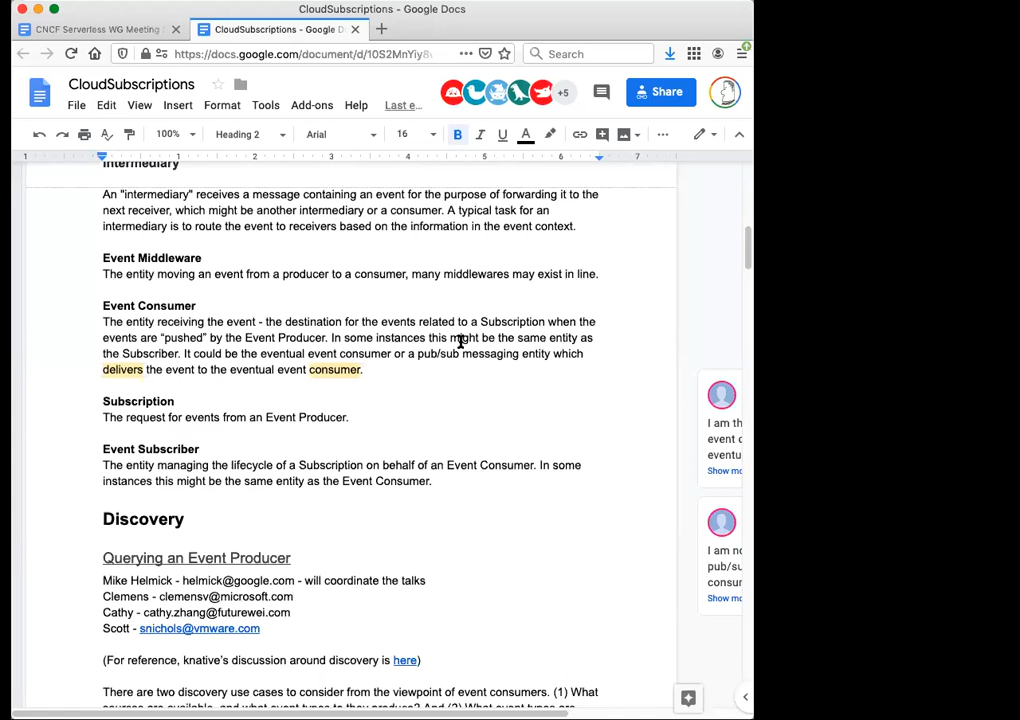 CloudSubscriptions - Google Docs
CNCF Serverless WG Meeting
CloudSubscriptions - Google D
https://docs.google.com/document/d/10S2MnYiy8v
Search
CloudSubscriptions
File Edit View Insert Format Tools Add-ons Help Last e...
+5
Share
100% Heading 2 Arial 16 B I U A
1 1 2 3 4 5 6 7
Intermediary
An "intermediary" receives a message containing an event for the purpose of forwarding it to the
next receiver, which might be another intermediary or a consumer. A typical task for an
intermediary is to route the event to receivers based on the information in the event context.
Event Middleware
The entity moving an event from a producer to a consumer, many middlewares may exist in line.
Event Consumer
The entity receiving the event - the destination for the events related to a Subscription when the
events are “pushed” by the Event Producer. In some instances this might be the same entity as
the Subscriber. It could be the eventual event consumer or a pub/sub messaging entity which
delivers the event to the eventual event consumer.
Subscription
The request for events from an Event Producer.
Event Subscriber
The entity managing the lifecycle of a Subscription on behalf of an Event Consumer. In some
instances this might be the same entity as the Event Consumer.
Discovery
Querying an Event Producer
Mike Helmick - helmick@google.com - will coordinate the talks
Clemens - clemensv@microsoft.com
Cathy - cathy.zhang@futurewei.com
Scott - snichols@vmware.com
(For reference, knative’s discussion around discovery is here)
There are two discovery use cases to consider from the viewpoint of event consumers. (1) What
I am th
event c
eventu
Show mo
I am no
pub/su
consur
Show mo